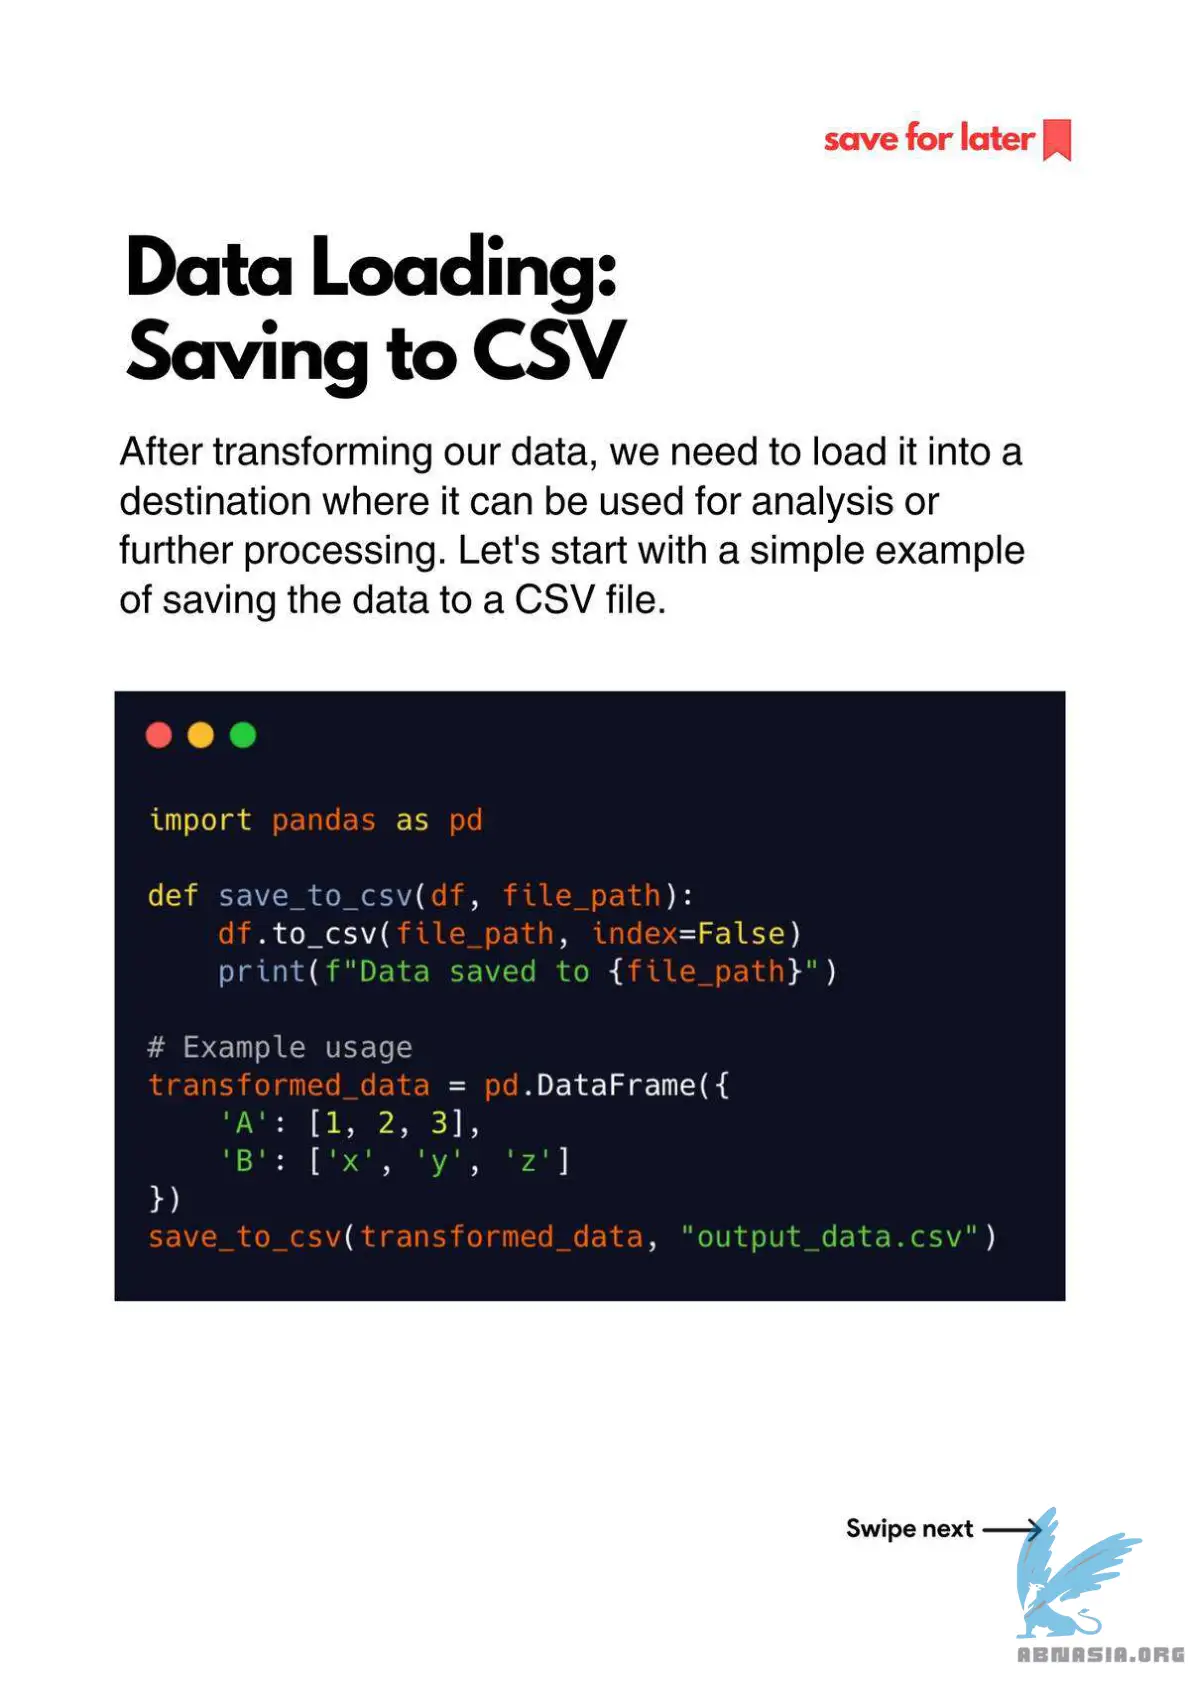 save for later
Data Loading:
Saving to CSV
After transforming our data, we need to load it into a
destination where it can be used for analysis or
further processing. Let's start with a simple example
of saving the data to a CSV file.
import pandas as pd
def save_to_csv(df, file_path):
    df.to_csv(file_path, index=False)
    print(f"Data saved to {file_path}")
# Example usage
transformed_data = pd.DataFrame({
    'A': [1, 2, 3],
    'B': ['x', 'y', 'z']
})
save_to_csv(transformed_data, "output_data.csv")
Swipe next
ABNASIA.ORG